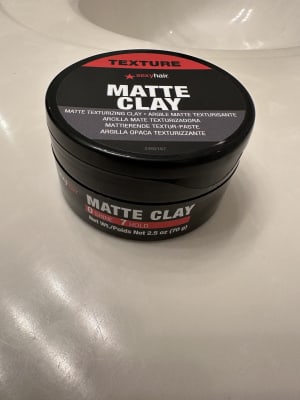 TEXTURE
sexyhair.
MATTE
CLAY
MATTE TEXTURIZING CLAY • ARGILE MATTE TEXTURISANTE
ARCILLA MATE TEXTURIZADORA
MATTIERENDE TEXTUR-PASTE
ARGILLA OPACA TEXTURIZZANTE
MATTE CLAY
0 SHINE 7 HOLD
Net Wt./Poids Net 2.5 oz (70 g)